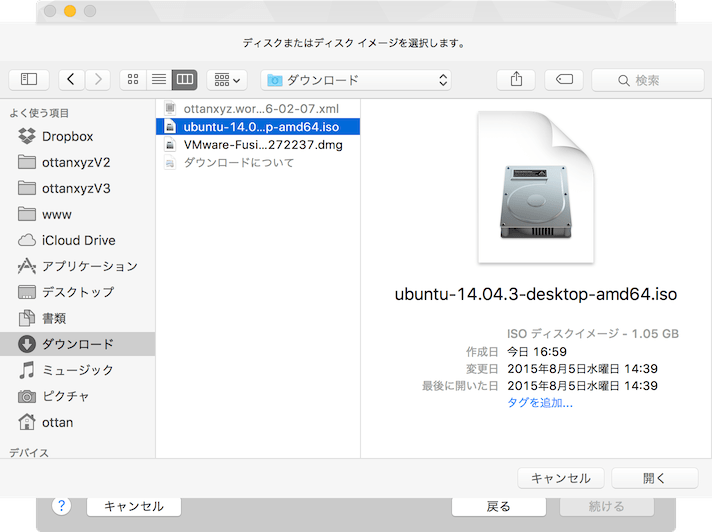 ディスクまたはディスク イメージを選択します。
ダウンロード
検索
よく使う項目
Dropbox
ottanxyzV2
ottanxyzV3
www
iCloud Drive
アプリケーション
デスクトップ
書類
ダウンロード
ミュージック
ピクチャ
ottan
デバイス
ottanxyz.wor...6-02-07.xml
ubuntu-14.0...p-amd64.iso
VMware-Fusi...272237.dmg
ダウンロードについて
ubuntu-14.04.3-desktop-amd64.iso
ISO ディスクイメージ - 1.05 GB
作成日 今日 16:59
変更日 2015年8月5日水曜日 14:39
最後に開いた日 2015年8月5日水曜日 14:39
タグを追加...
キャンセル 開く
? キャンセル 戻る 続ける